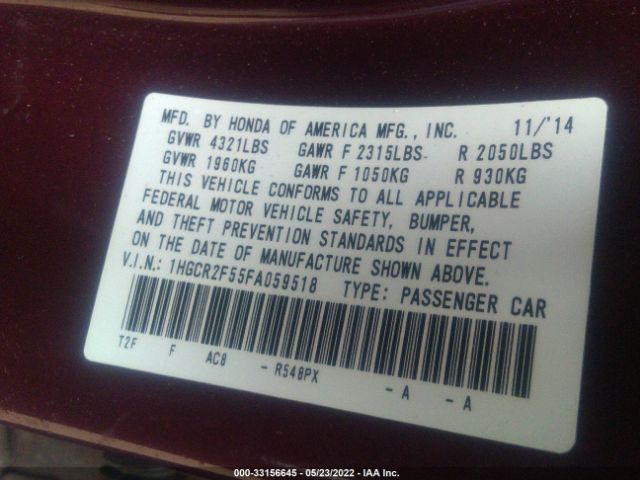 MFD. BY HONDA OF AMERICA MFG., INC. 11/'14
GVWR 4321LBS GAWR F 2315LBS R 2050LBS
GVWR 1960KG GAWR F 1050KG R 930KG
THIS VEHICLE CONFORMS TO ALL APPLICABLE
FEDERAL MOTOR VEHICLE SAFETY, BUMPER,
AND THEFT PREVENTION STANDARDS IN EFFECT
ON THE DATE OF MANUFACTURE SHOWN ABOVE.
V.I.N.: 1HGCR2F55FA059518 TYPE: PASSENGER CAR
T2F F AC8 - R548PX - A - A
000-33156645 - 05/23/2022 - IAA Inc.